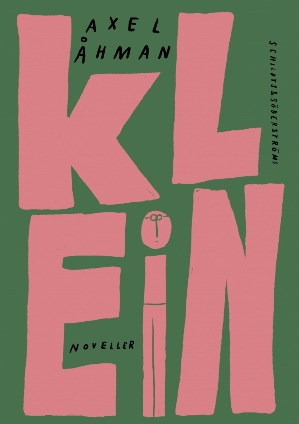 AXEL
ÅHMAN
SCHILDTS&SÖDERSTRÖMS
KL
EiN
NOVELLER